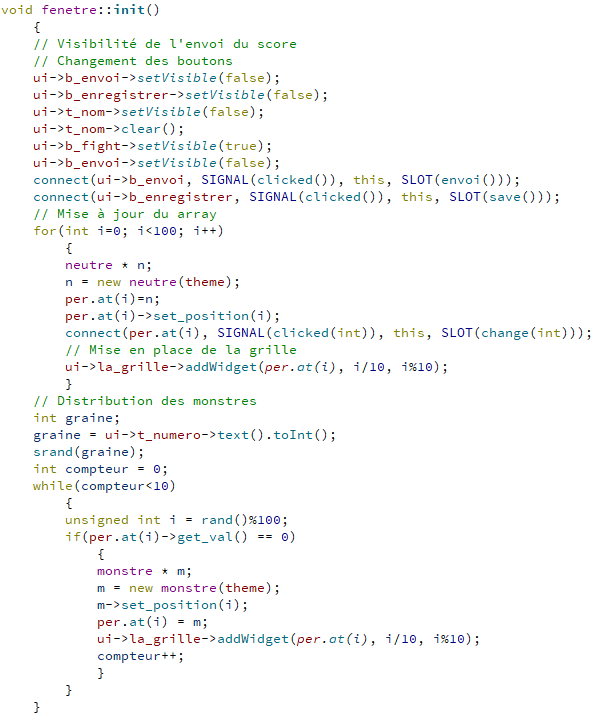 void fenetre::init()
    {
    // Visibilité de l'envoi du score
    // Changement des boutons
    ui->b_envoi->setVisible(false);
    ui->b_enregistrer->setVisible(false);
    ui->t_nom->setVisible(false);
    ui->t_nom->clear();
    ui->b_fight->setVisible(true);
    ui->b_envoi->setVisible(false);
    connect(ui->b_envoi, SIGNAL(clicked()), this, SLOT(envoi()));
    connect(ui->b_enregistrer, SIGNAL(clicked()), this, SLOT(save()));
    // Mise à jour du array
    for(int i=0; i<100; i++)
        {
        neutre * n;
        n = new neutre(theme);
        per.at(i)=n;
        per.at(i)->set_position(i);
        connect(per.at(i), SIGNAL(clicked(int)), this, SLOT(change(int)));
        // Mise en place de la grille
        ui->la_grille->addWidget(per.at(i), i/10, i%10);
        }
    // Distribution des monstres
    int graine;
    graine = ui->t_numero->text().toInt();
    srand(graine);
    int compteur = 0;
    while(compteur<10)
        {
        unsigned int i = rand()%100;
        if(per.at(i)->get_val() == 0)
            {
            monstre * m;
            m = new monstre(theme);
            m->set_position(i);
            per.at(i) = m;
            ui->la_grille->addWidget(per.at(i), i/10, i%10);
            compteur++;
            }
        }
    }